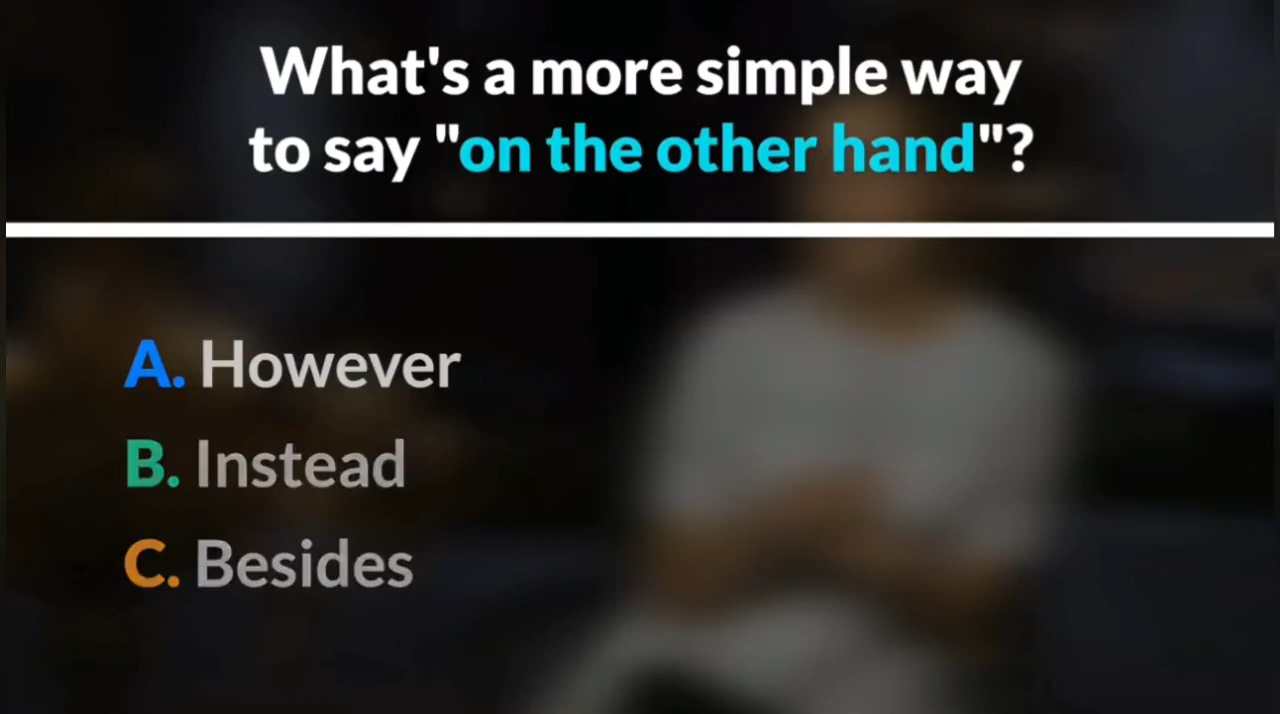 What's a more simple way
to say "on the other hand"?
A. However
B. Instead
C. Besides